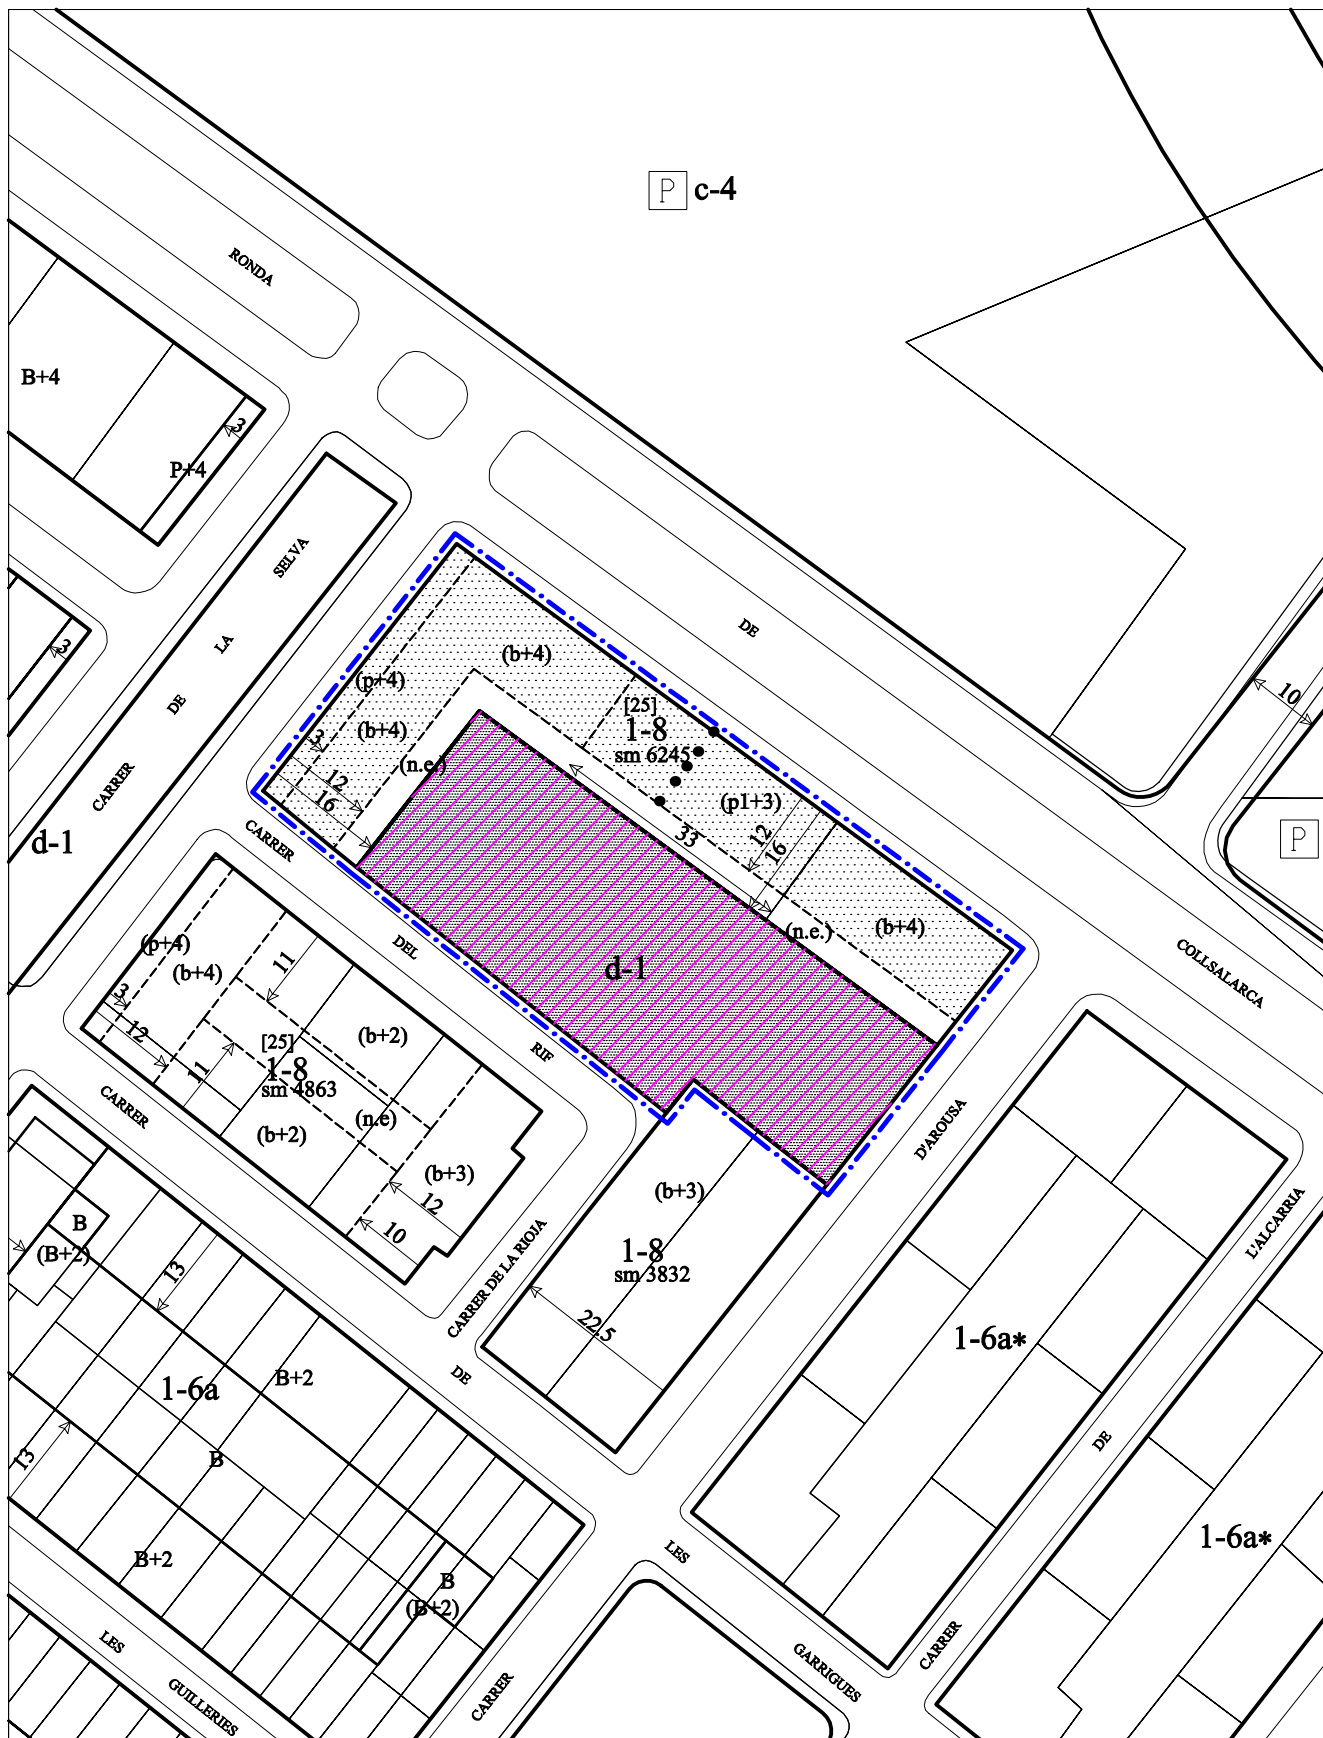 P c-4
RONDA
B+4
3
P+4
SELVA
LA
DE
3
DE
CARRER
d-1
10
P
(b+4)
(p+4)
(b+4)
[25]
1-8
sm 6245
3
12
16
(n.e.)
(p1+3)
33
12
16
(n.e.)
(b+4)
d-1
COLLSALARCA
CARRER
DEL
RIF
(p+4)
(b+4)
11
3
12
11
[25]
1-8
sm 4863
(b+2)
(b+2)
(n.e)
(b+3)
12
10
CARRER
D'AROUSA
(b+3)
1-8
sm 3832
22.5
CARRER DE LA RIOJA
L'ALCARRIA
B
(B+2)
13
1-6a
B+2
DE
1-6a*
B
13
DE
1-6a*
B+2
B
(B+2)
LES
LES
GUILLERIES
CARRER
GARRIGUES
CARRER